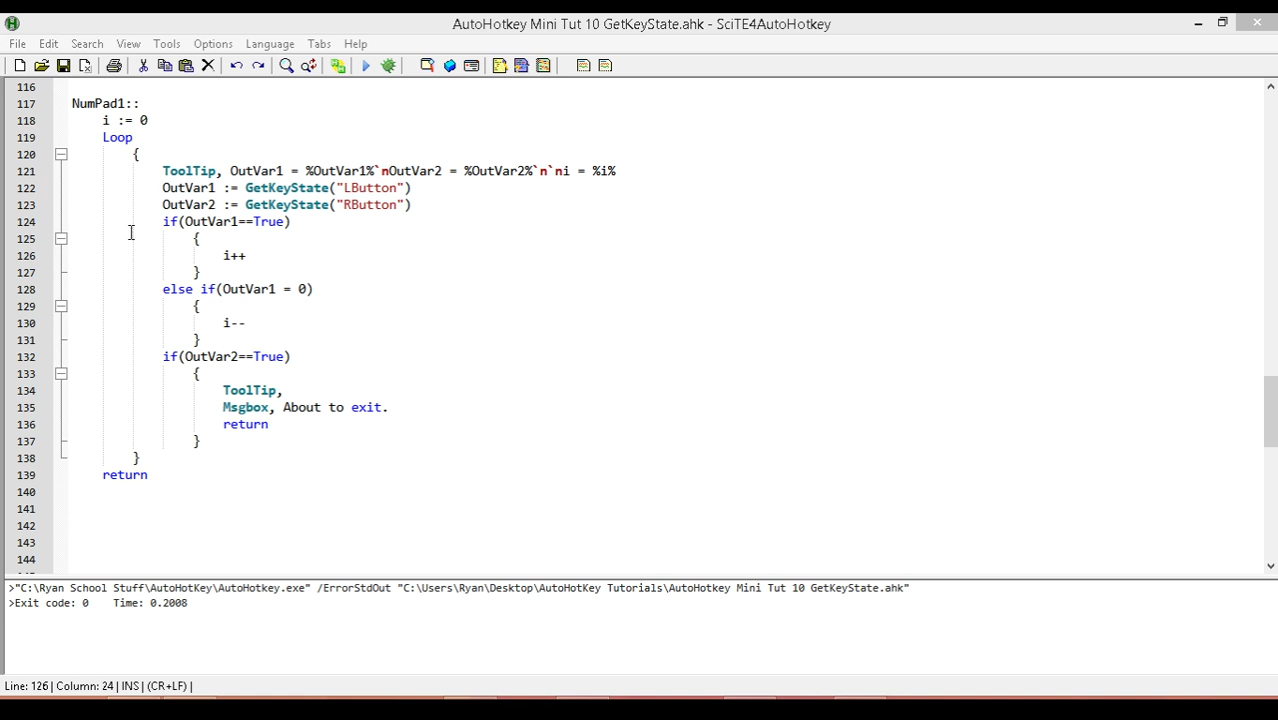 AutoHotkey Mini Tut 10 GetKeyState.ahk - SciTE4AutoHotkey
File Edit Search View Tools Options Language Tabs Help
116
117 NumPad1::
118 i := 0
119 Loop
120 {
121 ToolTip, OutVar1 = %OutVar1%`nOutVar2 = %OutVar2%`n`ni = %i%
122 OutVar1 := GetKeyState("LButton")
123 OutVar2 := GetKeyState("RButton")
124 if(OutVar1==True)
125 {
126 i++
127 }
128 else if(OutVar1 = 0)
129 {
130 i--
131 }
132 if(OutVar2==True)
133 {
134 ToolTip,
135 Msgbox, About to exit.
136 return
137 }
138 }
139 return
140
141
142
143
144
>"C:\Ryan School Stuff\AutoHotKey\AutoHotkey.exe" /ErrorStdOut "C:\Users\Ryan\Desktop\AutoHotKey Tutorials\AutoHotkey Mini Tut 10 GetKeyState.ahk"
>Exit code: 0 Time: 0.2008
Line: 126 | Column: 24 | INS | (CR+LF) |